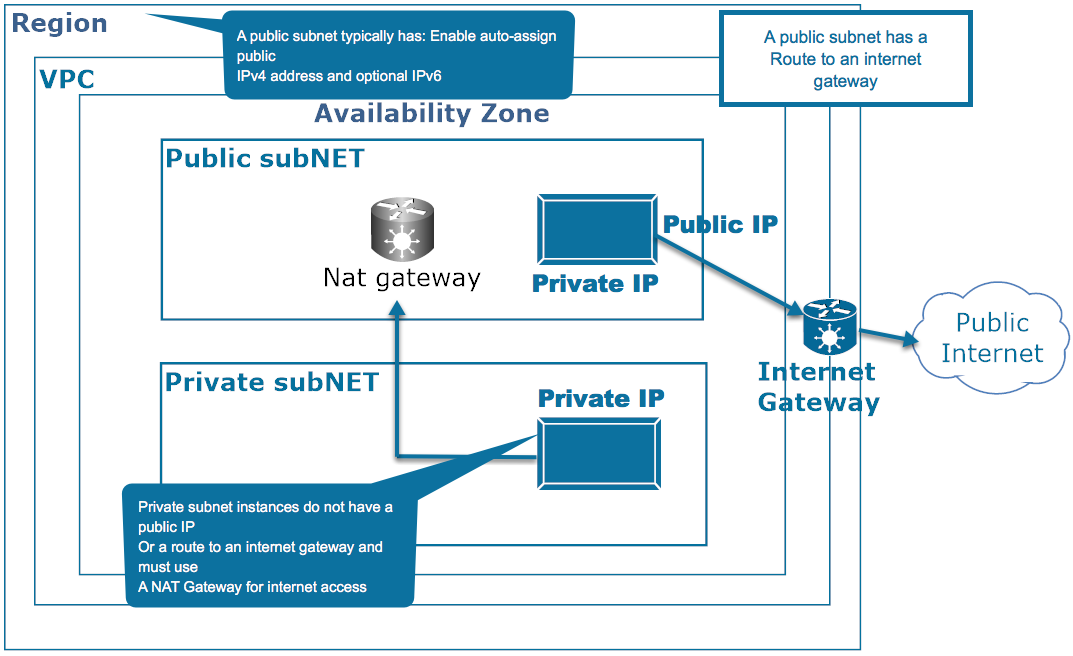 Region
A public subnet typically has: Enable auto-assign
public
IPv4 address and optional IPv6
A public subnet has a
Route to an internet
gateway
VPC
Availability Zone
Public subNET
Public IP
Nat gateway
Private IP
Public
Internet
Internet
Gateway
Private subNET
Private IP
Private subnet instances do not have a
public IP
Or a route to an internet gateway and
must use
A NAT Gateway for internet access